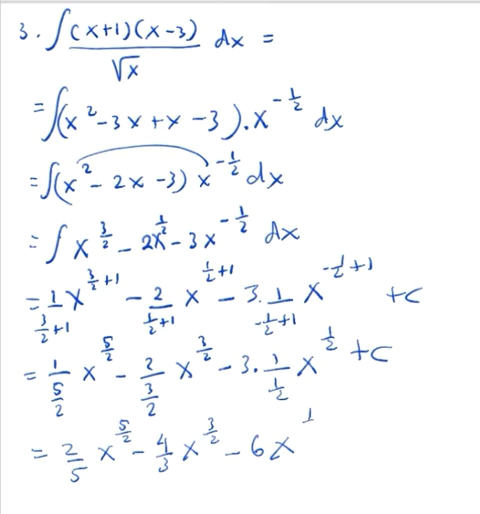 3. ∫ (x+1)(x-3)/√x dx =
= ∫(x² - 3x + x - 3).x^(-1/2) dx
= ∫(x² - 2x - 3) x^(-1/2) dx
= ∫ x^(3/2) - 2x^(1/2) - 3x^(-1/2) dx
= 1/(3/2+1) x^(3/2+1) - 2/(1/2+1) x^(1/2+1) - 3.1/(-1/2+1) x^(-1/2+1) + c
= 1/(5/2) x^(5/2) - 2/(3/2) x^(3/2) - 3.1/(1/2) x^(1/2) + c
= 2/5 x^(5/2) - 4/3 x^(3/2) - 6x^1